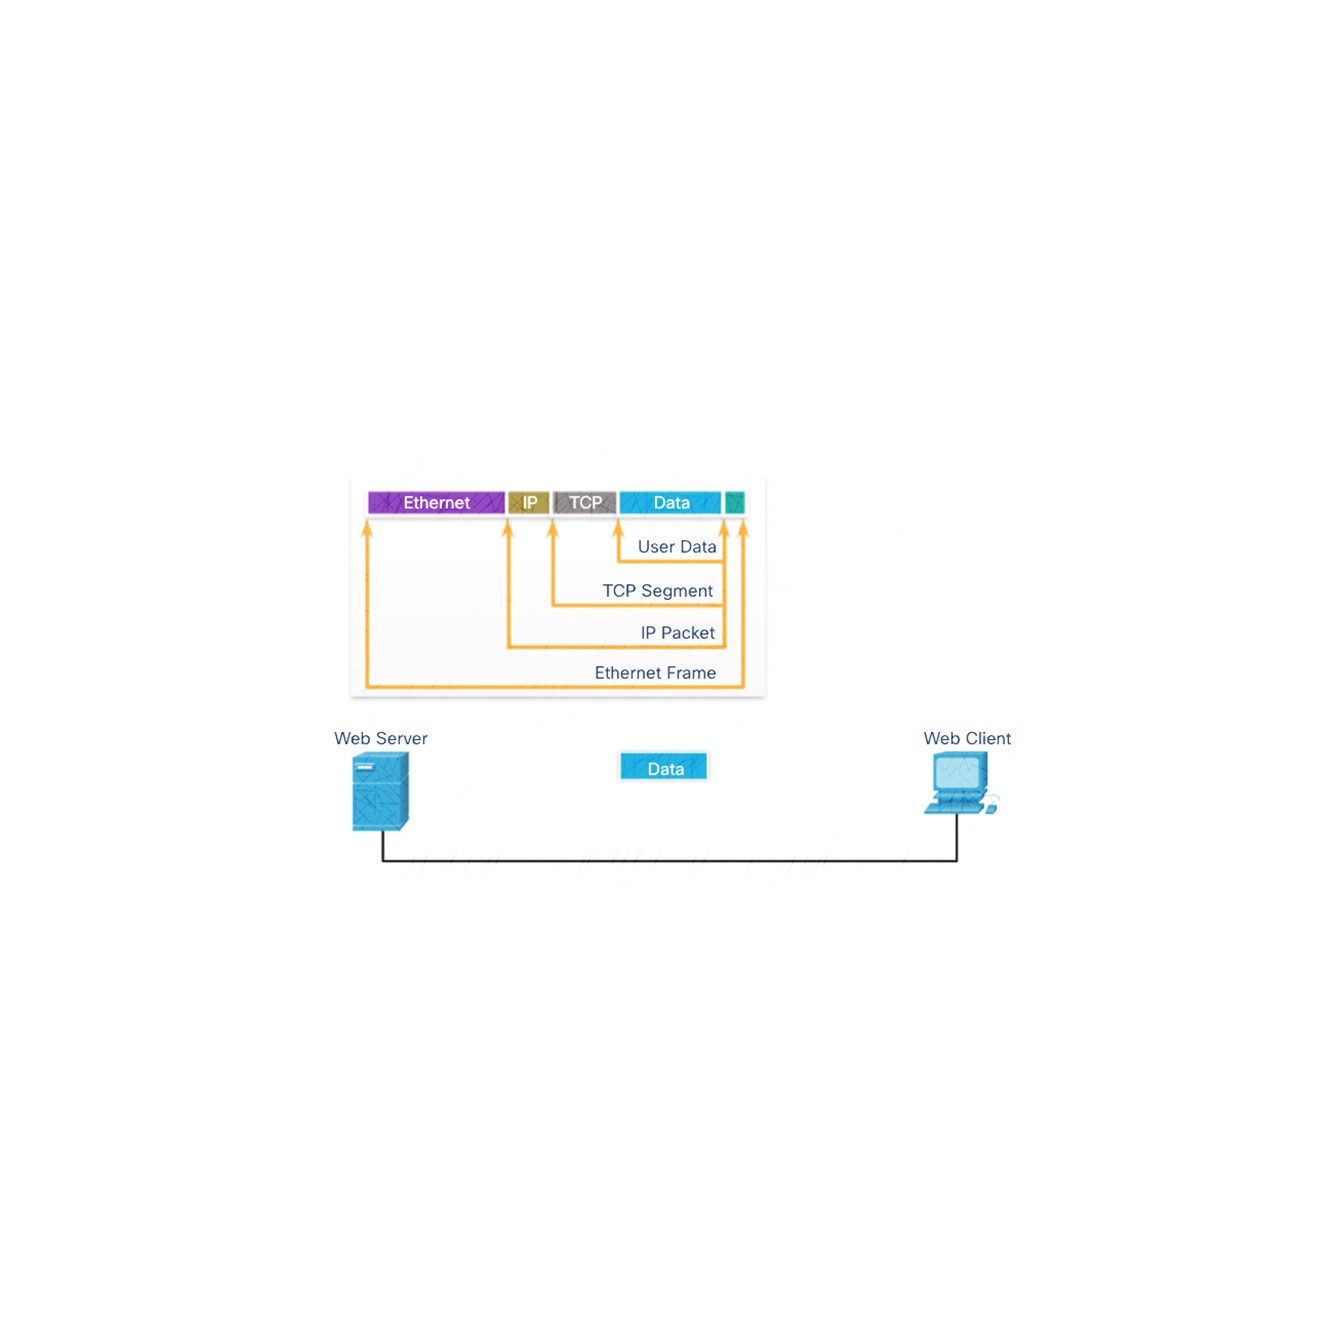 Ethernet IP TCP Data
User Data
TCP Segment
IP Packet
Ethernet Frame
Web Server
Web Client
Data